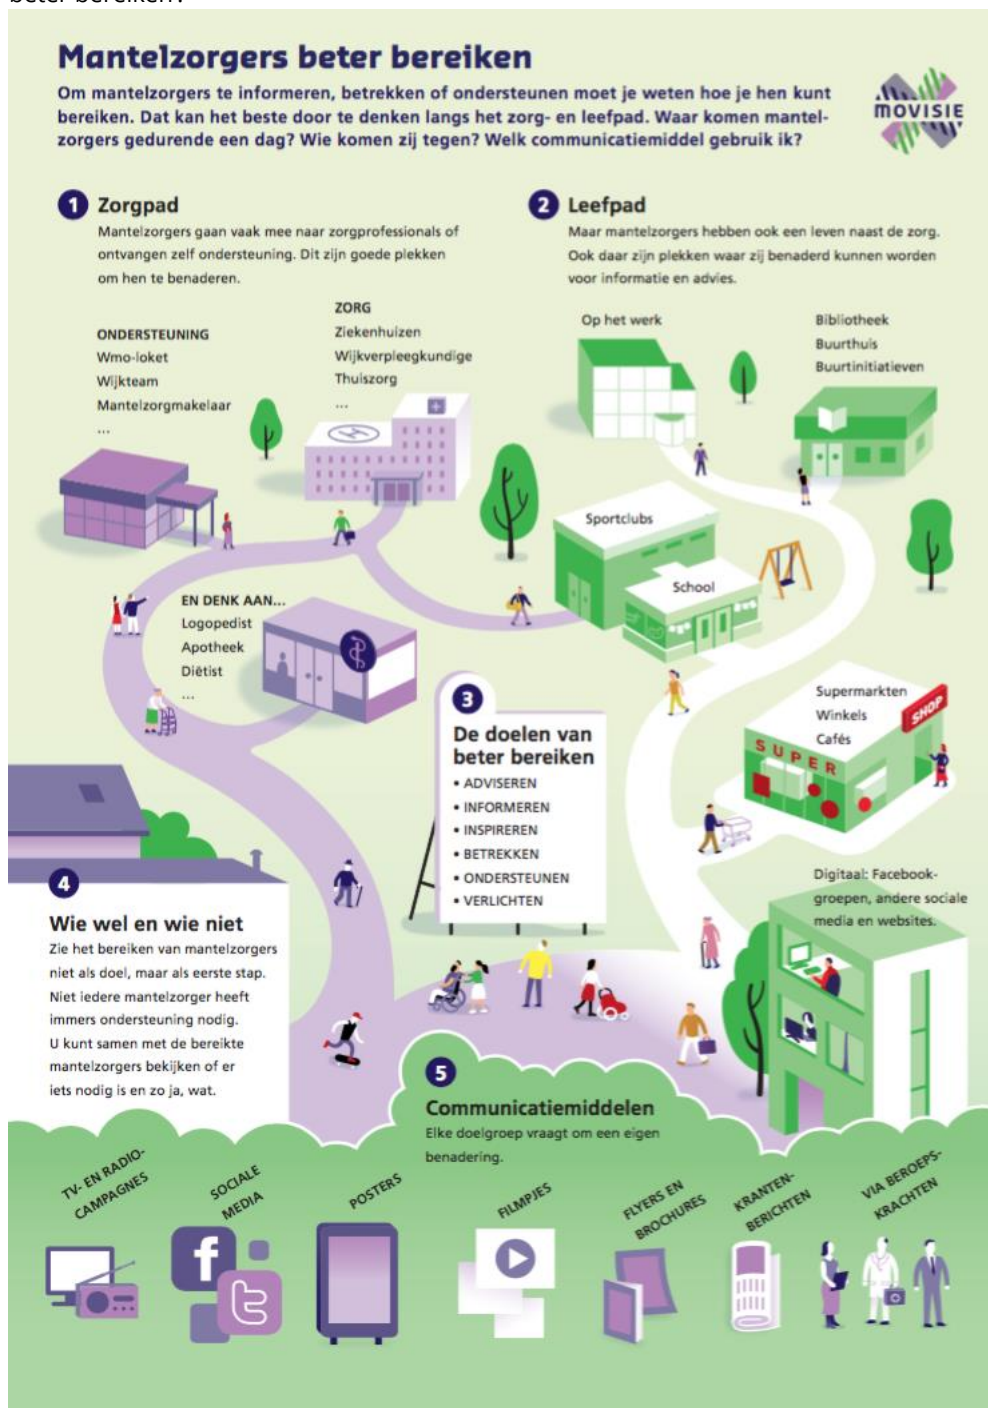 Mantelzorgers beter bereiken
Om mantelzorgers te informeren, betrekken of ondersteunen moet je weten hoe je hen kunt
bereiken. Dat kan het beste door te denken langs het zorg- en leefpad. Waar komen mantel-
zorgers gedurende een dag? Wie komen zij tegen? Welk communicatiemiddel gebruik ik?
MOVISIE
1 Zorgpad
Mantelzorgers gaan vaak mee naar zorgprofessionals of
ontvangen zelf ondersteuning. Dit zijn goede plekken
om hen te benaderen.
ONDERSTEUNING
Wmo-loket
Wijkteam
Mantelzorgmakelaar
...
ZORG
Ziekenhuizen
Wijkverpleegkundige
Thuiszorg
...
H
EN DENK AAN...
Logopedist
Apotheek
Diëtist
...
2 Leefpad
Maar mantelzorgers hebben ook een leven naast de zorg.
Ook daar zijn plekken waar zij benaderd kunnen worden
voor informatie en advies.
Op het werk
Bibliotheek
Buurthuis
Buurtinitiatieven
Sportclubs
School
Supermarkten
Winkels
Cafés
SHOP
SUPER
Digitaal: Facebook-
groepen, andere sociale
media en websites.
3
De doelen van
beter bereiken
• ADVISEREN
• INFORMEREN
• INSPIREREN
• BETREKKEN
• ONDERSTEUNEN
• VERLICHTEN
4
Wie wel en wie niet
Zie het bereiken van mantelzorgers
niet als doel, maar als eerste stap.
Niet iedere mantelzorger heeft
immers ondersteuning nodig.
U kunt samen met de bereikte
mantelzorgers bekijken of er
iets nodig is en zo ja, wat.
5
Communicatiemiddelen
Elke doelgroep vraagt om een eigen
benadering.
TV- EN RADIO-
CAMPAGNES
SOCIALE
MEDIA
f
t
POSTERS
FILMPJES
FLYERS EN
BROCHURES
KRANTEN-
BERICHTEN
VIA BEROEPS-
KRACHTEN